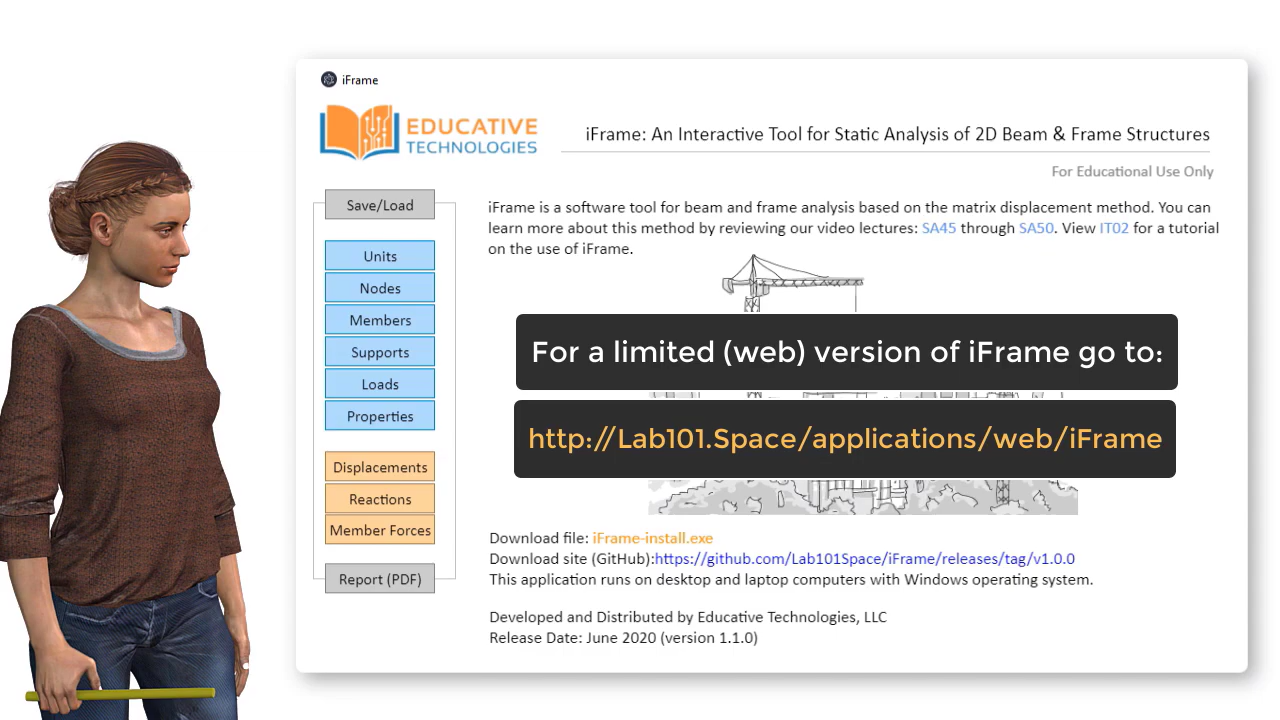 iFrame
EDUCATIVE
TECHNOLOGIES
iFrame: An Interactive Tool for Static Analysis of 2D Beam & Frame Structures
For Educational Use Only
Save/Load
Units
Nodes
Members
Supports
Loads
Properties
Displacements
Reactions
Member Forces
Report (PDF)
iFrame is a software tool for beam and frame analysis based on the matrix displacement method. You can
learn more about this method by reviewing our video lectures: SA45 through SA50. View IT02 for a tutorial
on the use of iFrame.
For a limited (web) version of iFrame go to:
http://Lab101.Space/applications/web/iFrame
Download file: iFrame-install.exe
Download site (GitHub):https://github.com/Lab101Space/iFrame/releases/tag/v1.0.0
This application runs on desktop and laptop computers with Windows operating system.
Developed and Distributed by Educative Technologies, LLC
Release Date: June 2020 (version 1.1.0)